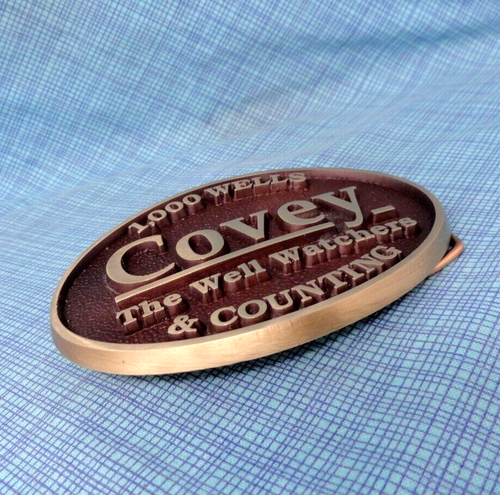 1,000 WELLS
Covey
The Well Watchers
& COUNTING